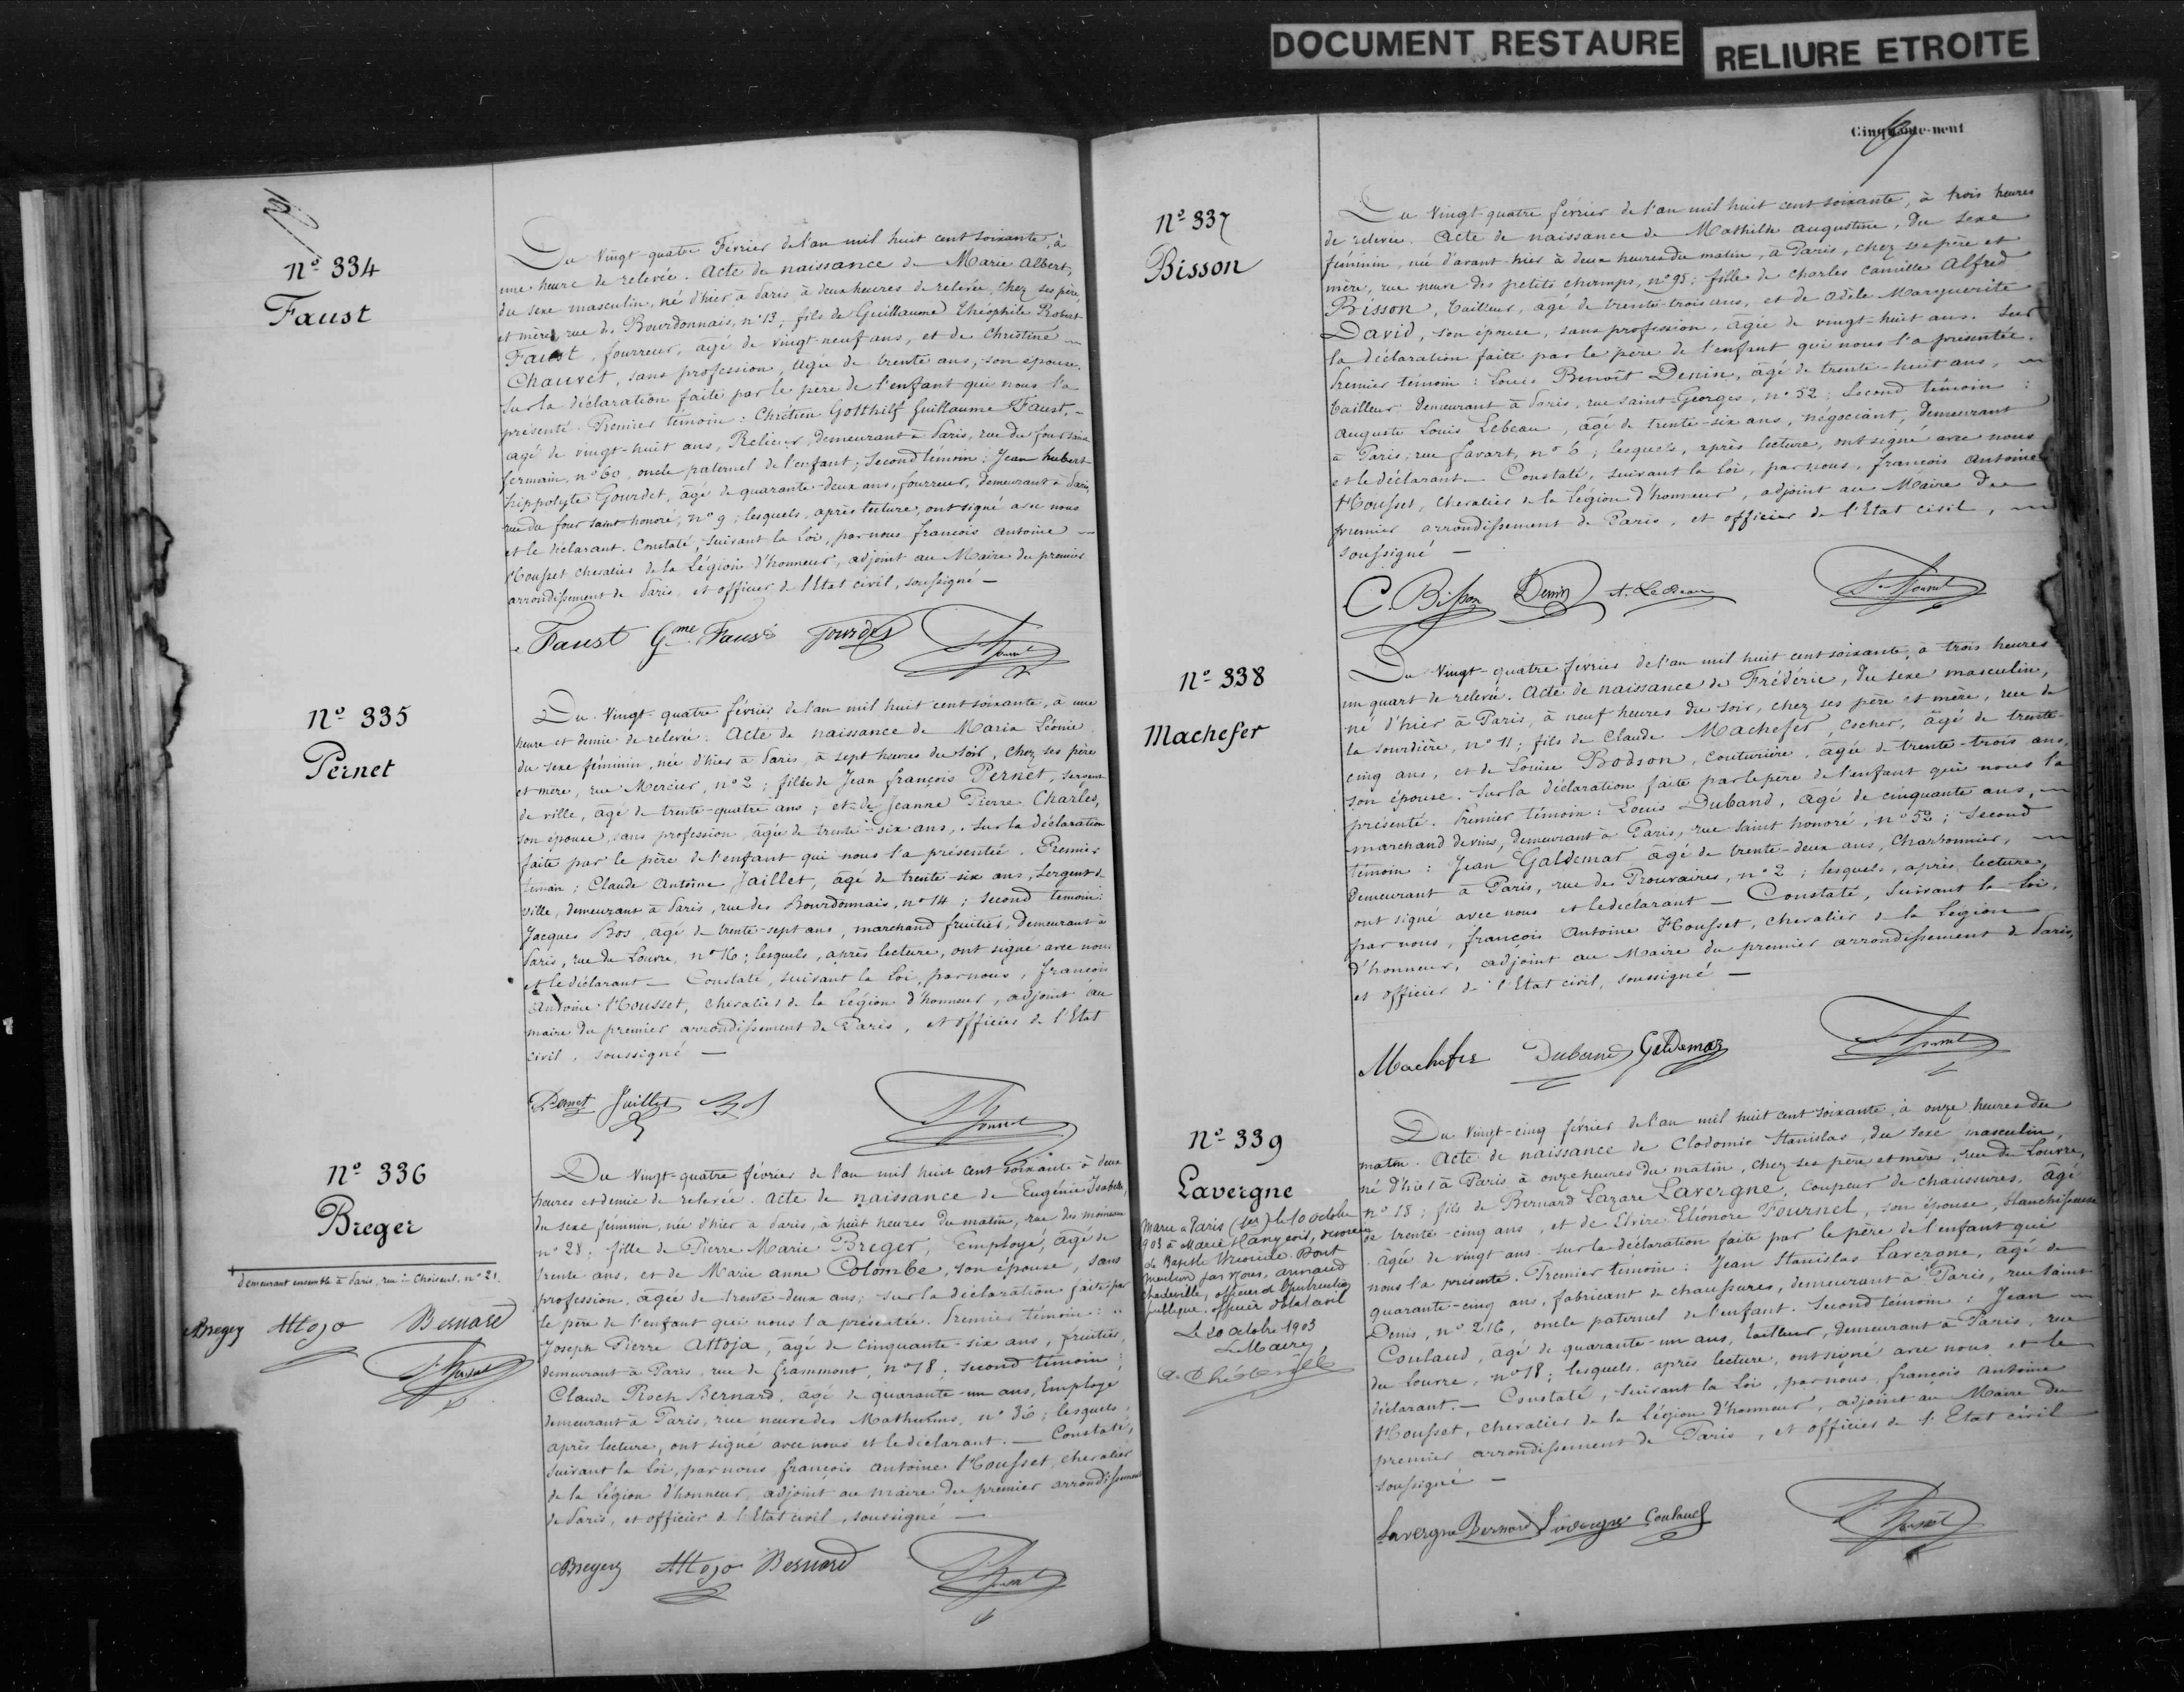 DOCUMENT RESTAURE
RELIURE ETROITE
Nº 334
Faust
Du Vingt-quatre Février de l'an mil huit cent soixante, à
une heure de relevée. Acte de naissance de Marie Albert,
du sexe masculin, né d'hier à Paris, à deux heures de relevée, chez ses père
et mère, rue des Bourdonnais, nº 13; fils de Guillaume Théophile Robert
Faust, fourreur, âgé de vingt-neuf ans, et de Christine
Chauvet, sans profession, âgée de trente ans, son épouse.
Sur la déclaration faite par le père de l'enfant qui nous l'a
présenté. Premier témoin: Chrétien Gotthilf Guillaume Faust,
âgé de vingt-huit ans, Relieur, demeurant à Paris, rue du four Saint
germain, nº 60, oncle paternel de l'enfant; Second témoin: Jean hubert
hippolyte Gourdet, âgé de quarante-deux ans, fourreur, demeurant à Paris,
rue du four Saint-honoré, nº 9; lesquels, après lecture, ont signé avec nous
et le déclarant. Constaté, suivant la Loi, par nous françois antoine
Housset chevalier de la Légion d'honneur, adjoint au Maire du premier
arrondissement de Paris, et officier de l'Etat civil, soussigné —
Faust Gme Faust Gourdet
Nº 335
Pernet
Du Vingt-quatre février de l'an mil huit cent soixante, à une
heure et demie de relevée. Acte de naissance de Maria Léonie
du sexe féminin, née d'hier à Paris, à sept heures du soir, chez ses père
et mère, rue Mercier, nº 2; fille de Jean françois Pernet, sergent
de ville, âgé de trente-quatre ans; et de Jeanne Pierre Charles,
son épouse, sans profession, âgée de trente-six ans, sur la déclaration
faite par le père de l'enfant qui nous l'a présentée. Premier
témoin: Claude Antoine Jaillet, âgé de trente-six ans, Sergent de
ville, demeurant à Paris, rue des Bourdonnais, nº 14; second témoin:
Jacques Bos, âgé de trente-sept ans, marchand fruitier, demeurant à
Paris, rue du Louvre, nº 16; lesquels, après lecture, ont signé avec nous
et le déclarant — Constaté, suivant la Loi, par nous, françois
Antoine Housset, chevalier de la Légion d'honneur, adjoint au
maire du premier arrondissement de Paris, et officier de l'Etat
civil, soussigné —
Pernet Jaillet Bos
Nº 336
Breger
demeurant ensemble à Paris, rue de Choiseul, nº 21.
Breger Attoja Bernard
Du Vingt-quatre février de l'an mil huit cent soixante à deux
heures et demie de relevée. Acte de naissance de Eugénie Isabelle,
du sexe féminin, née d'hier à Paris, à huit heures du matin, rue des moineaux
nº 28; fille de Pierre Marie Breger, Employé, âgé de
trente ans, et de Marie anne Colombe, son épouse, sans
profession, âgée de trente-deux ans; sur la déclaration faite par
le père de l'enfant qui nous l'a présentée. Premier témoin:
Joseph Pierre Attoja, âgé de cinquante-six ans, fruitier,
demeurant à Paris, rue de Grammont, nº 18; second témoin:
Claude Roch Bernard, âgé de quarante-un ans, Employé
demeurant à Paris, rue neuve des Mathurins, nº 36; lesquels,
après lecture, ont signé avec nous et le déclarant. — Constaté,
suivant la Loi, par nous françois antoine Housset, chevalier
de la Légion d'honneur, adjoint au maire du premier arrondissement
de Paris, et officier de l'Etat civil, soussigné —
Breger Attoja Bernard
Cinquante-neuf
Nº 337
Bisson
Du Vingt-quatre février de l'an mil huit cent soixante, à trois heures
de relevée. Acte de naissance de Mathilde augustine, du sexe
féminin, née d'avant-hier à deux heures du matin, à Paris, chez ses père et
mère, rue neuve des petits champs, nº 95; fille de charles camille Alfred
Bisson, tailleur, âgé de trente-trois ans, et de adèle Marguerite
David, son épouse, sans profession, âgée de vingt-huit ans. Sur
la déclaration faite par le père de l'enfant qui nous l'a présentée.
Premier témoin: Louis Benoît Denin, âgé de trente-huit ans,
tailleur, demeurant à Paris, rue saint-Georges, nº 52; Second témoin:
auguste Louis Lebeau, âgé de trente-six ans, négociant, demeurant
à Paris, rue favart, nº 6; lesquels, après lecture, ont signé avec nous
et le déclarant — Constaté, suivant la Loi, par nous, françois antoine
Housset, chevalier de la Légion d'honneur, adjoint au Maire du
premier arrondissement de Paris, et officier de l'Etat civil,
soussigné —
C. Bisson Denin A. Lebeau
Nº 338
Machefer
Du Vingt-quatre février de l'an mil huit cent soixante, à trois heures
un quart de relevée. Acte de naissance de Frédéric, du sexe masculin,
né d'hier à Paris, à neuf heures du soir, chez ses père et mère, rue de
la sourdière, nº 11; fils de Claude Machefer, cocher, âgé de trente-
cinq ans, et de Louise Bodson, couturière, âgée de trente-trois ans,
son épouse. Sur la déclaration faite par le père de l'enfant qui nous l'a
présenté. Premier témoin: Louis Duband, âgé de cinquante ans,
marchand de vins, demeurant à Paris, rue Saint honoré, nº 52; Second
témoin: Jean Galdemar âgé de trente-deux ans, Charbonnier,
demeurant à Paris, rue des Prouvaires, nº 2; lesquels, après lecture,
ont signé avec nous et le déclarant — Constaté, suivant la Loi,
par nous, françois Antoine Housset, chevalier de la Légion
d'honneur, adjoint au Maire du premier arrondissement de Paris,
et officier de l'Etat civil, soussigné —
Machefer Duband Galdemar
Nº 339
Lavergne
Marié à Paris (1er) le 10 octobre
1903 à Marie François, divorcée
de Baptiste Dont
mention par nous, Armand
Chesterville, officier d'Instruction
publique, officier d'état civil
Le 20 octobre 1903
Le Maire
Du Vingt-cinq février de l'an mil huit cent soixante, à onze heures du
matin. Acte de naissance de Clodomir Stanislas, du sexe masculin,
né d'hier à Paris à onze heures du matin, chez ses père et mère, rue du Louvre,
nº 18; fils de Bernard Lazare Lavergne, coupeur de chaussures, âgé
de trente-cinq ans, et de Elvire Eléonore Fournel, son épouse, blanchisseuse
âgée de vingt ans. Sur la déclaration faite par le père de l'enfant qui
nous l'a présenté. Premier témoin: Jean Stanislas Lavergne, âgé de
quarante-cinq ans, fabricant de chaussures, demeurant à Paris, rue Saint
Denis, nº 216, oncle paternel de l'enfant. Second témoin: Jean
Coulaud, âgé de quarante-un ans, tailleur, demeurant à Paris, rue
du Louvre, nº 18; lesquels, après lecture, ont signé avec nous et le
déclarant. — Constaté, suivant la Loi, par nous, françois antoine
Housset, chevalier de la Légion d'honneur, adjoint au Maire du
premier arrondissement de Paris, et officier de l'Etat civil
soussigné —
Lavergne Bernard Lavergne Coulaud